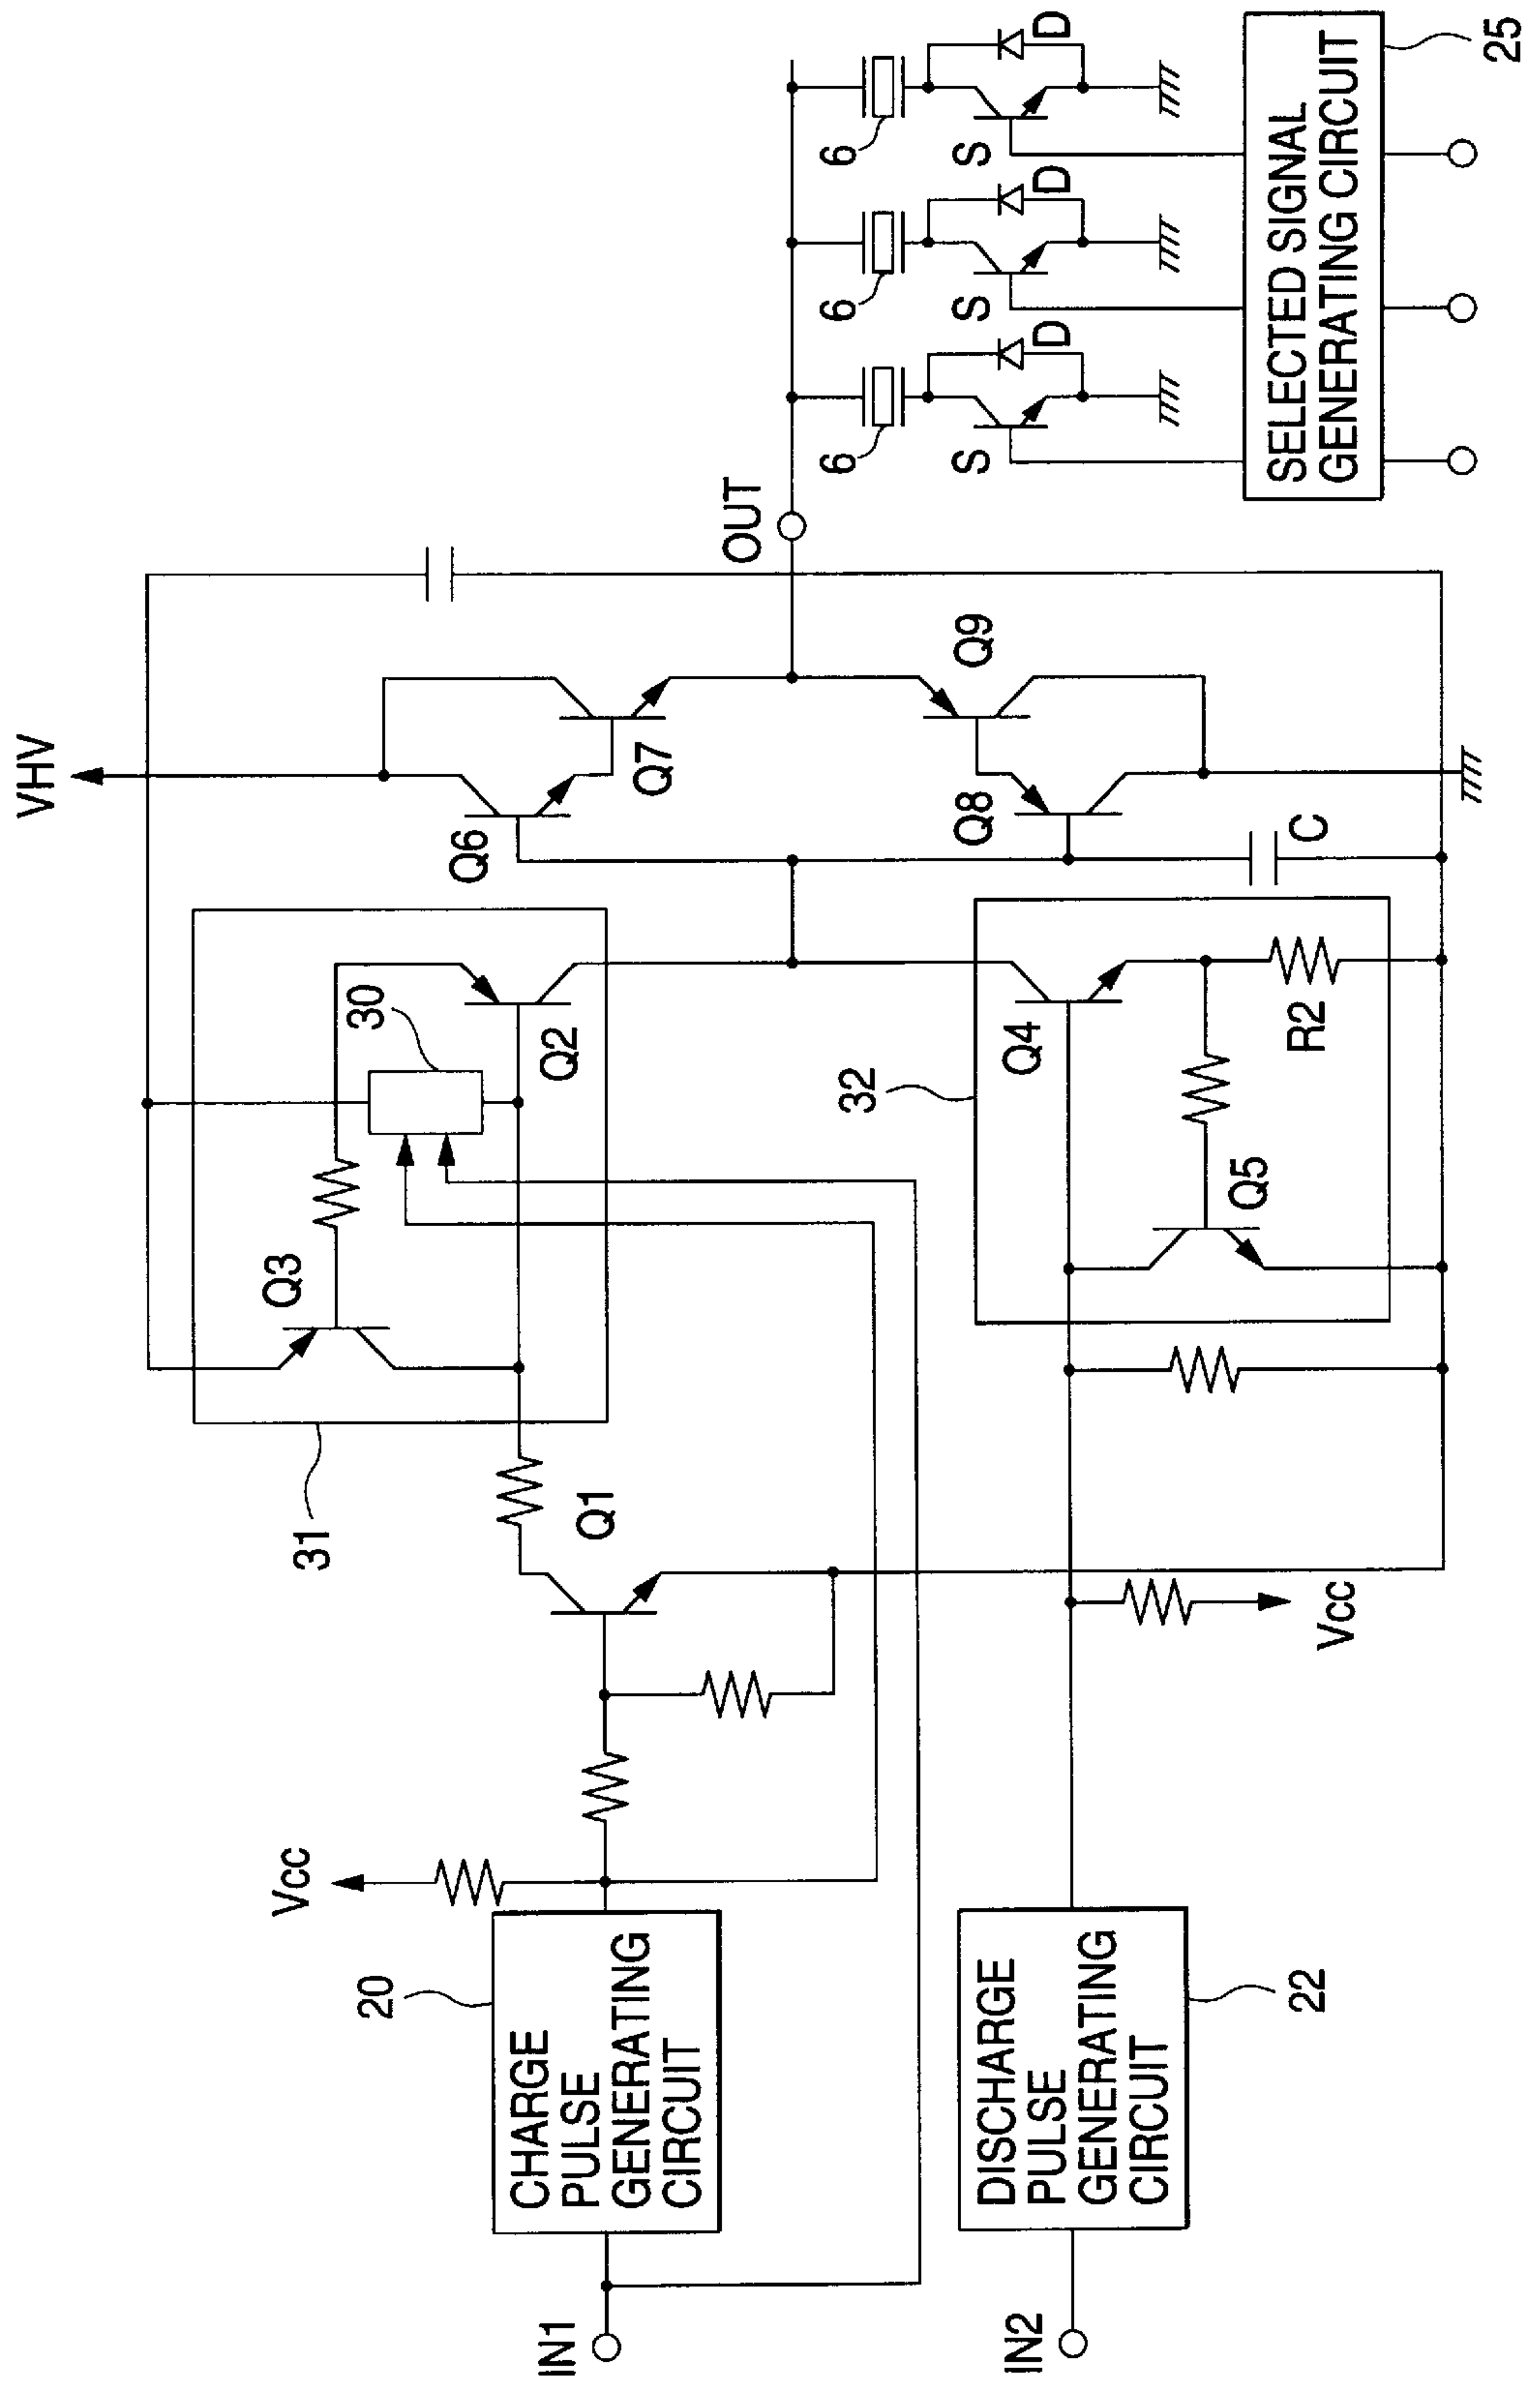 VHV
OUT
Q6
Q7
Q8
Q9
C
31
30
Q3
Q2
32
Q4
Q5
R2
Q1
Vcc
Vcc
20
CHARGE
PULSE
GENERATING
CIRCUIT
IN1
22
DISCHARGE
PULSE
GENERATING
CIRCUIT
IN2
6
6
6
S
S
S
D
D
D
SELECTED SIGNAL
GENERATING CIRCUIT
25